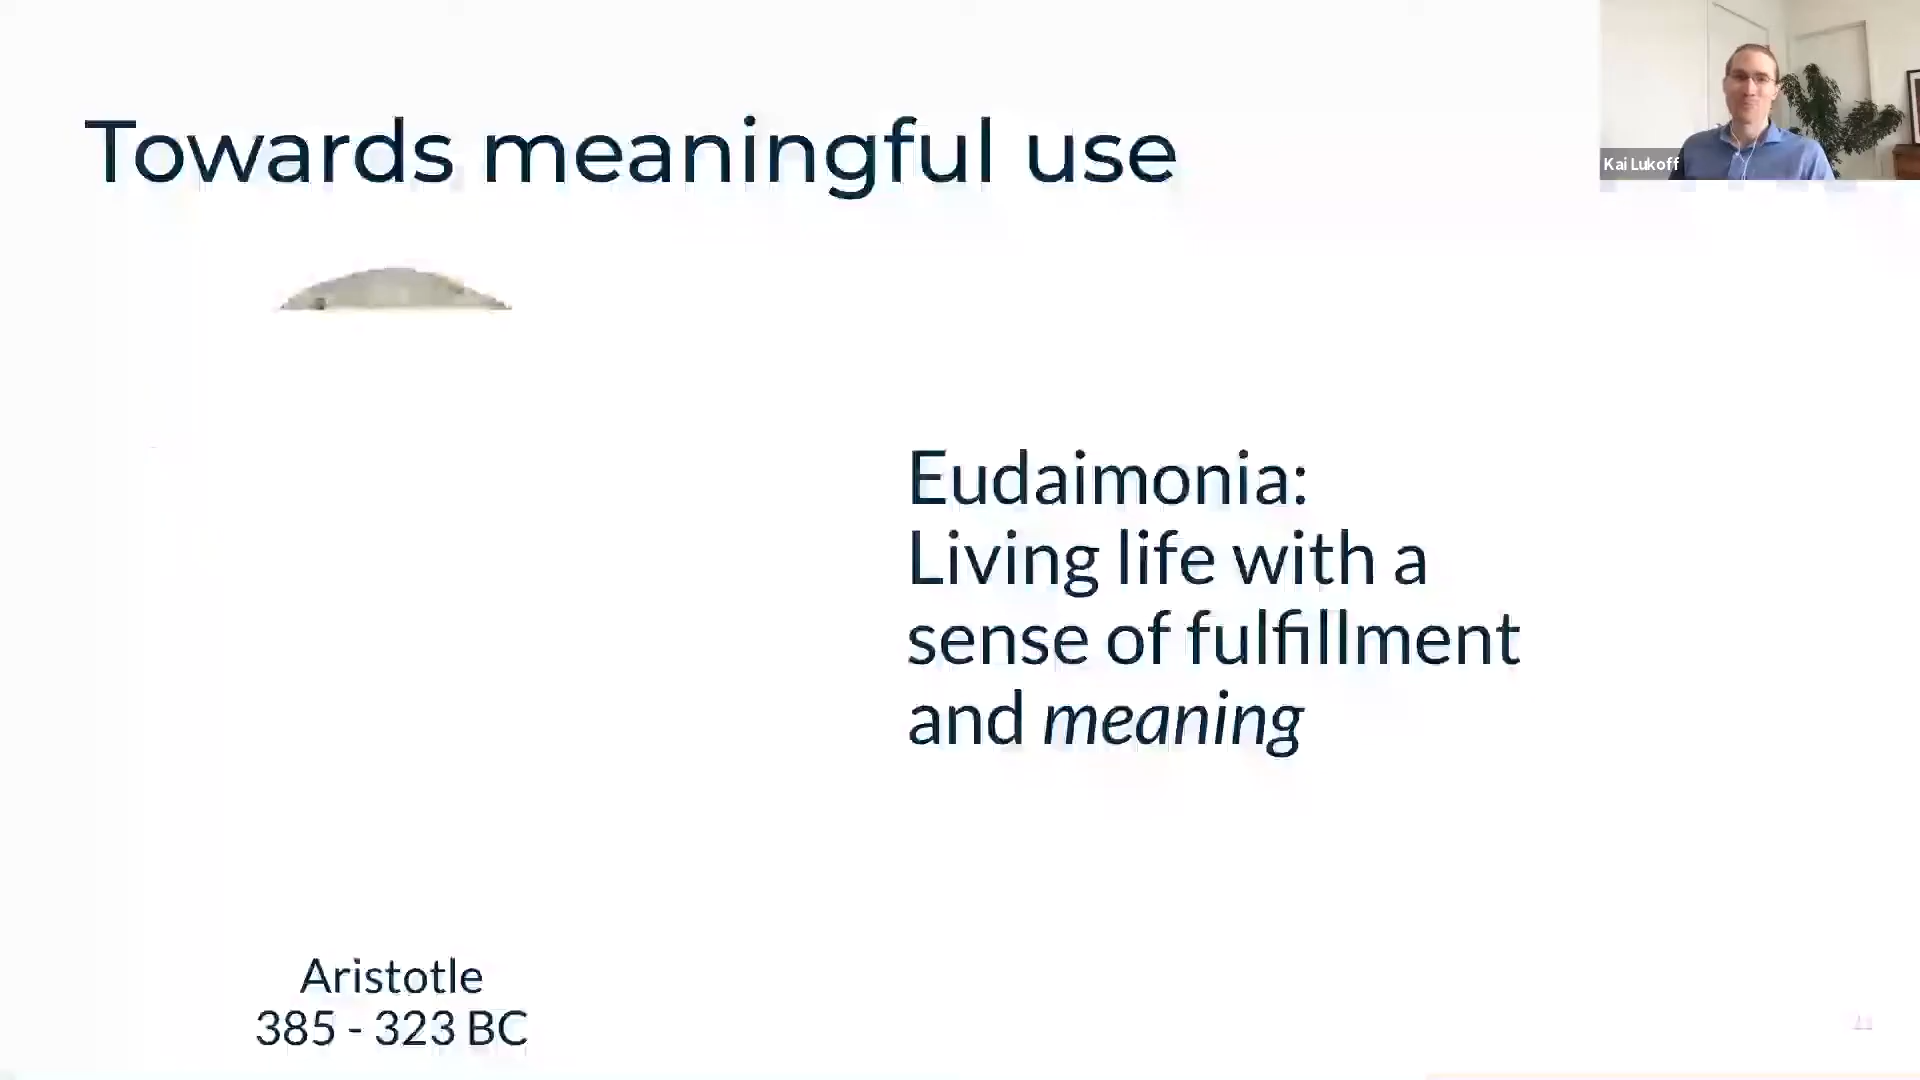 Towards meaningful use
Kai Lukoff
Eudaimonia:
Living life with a
sense of fulfillment
and meaning
Aristotle
385 - 323 BC